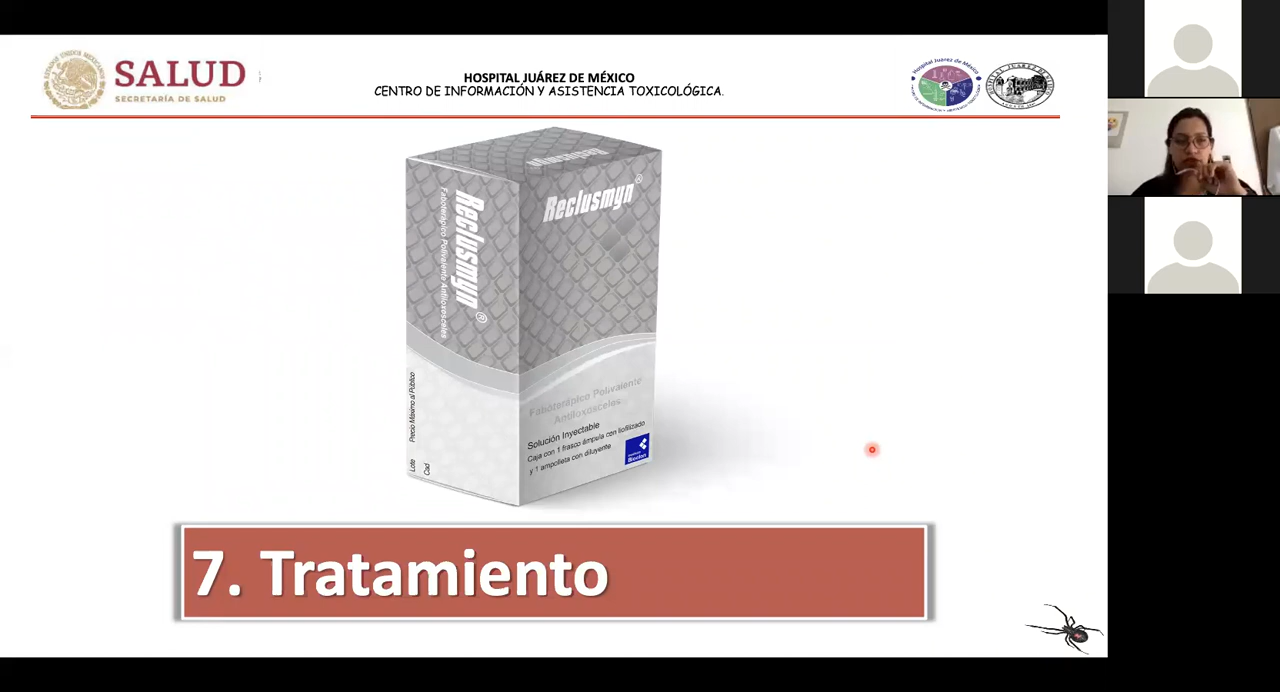 SALUD
SECRETARÍA DE SALUD
HOSPITAL JUÁREZ DE MÉXICO
CENTRO DE INFORMACIÓN Y ASISTENCIA TOXICOLÓGICA.
Reclusmyn
Reclusmyn®
Reclusmyn®
Faboterápico Polivalente Antiloxosceles
Faboterápico Polivalente
Antiloxosceles
Solución Inyectable
Caja con 1 frasco ámpula con liofilizado
y 1 ampolleta con diluyente
Bioclon
Precio Máximo al Público
Lote
Cad
7. Tratamiento